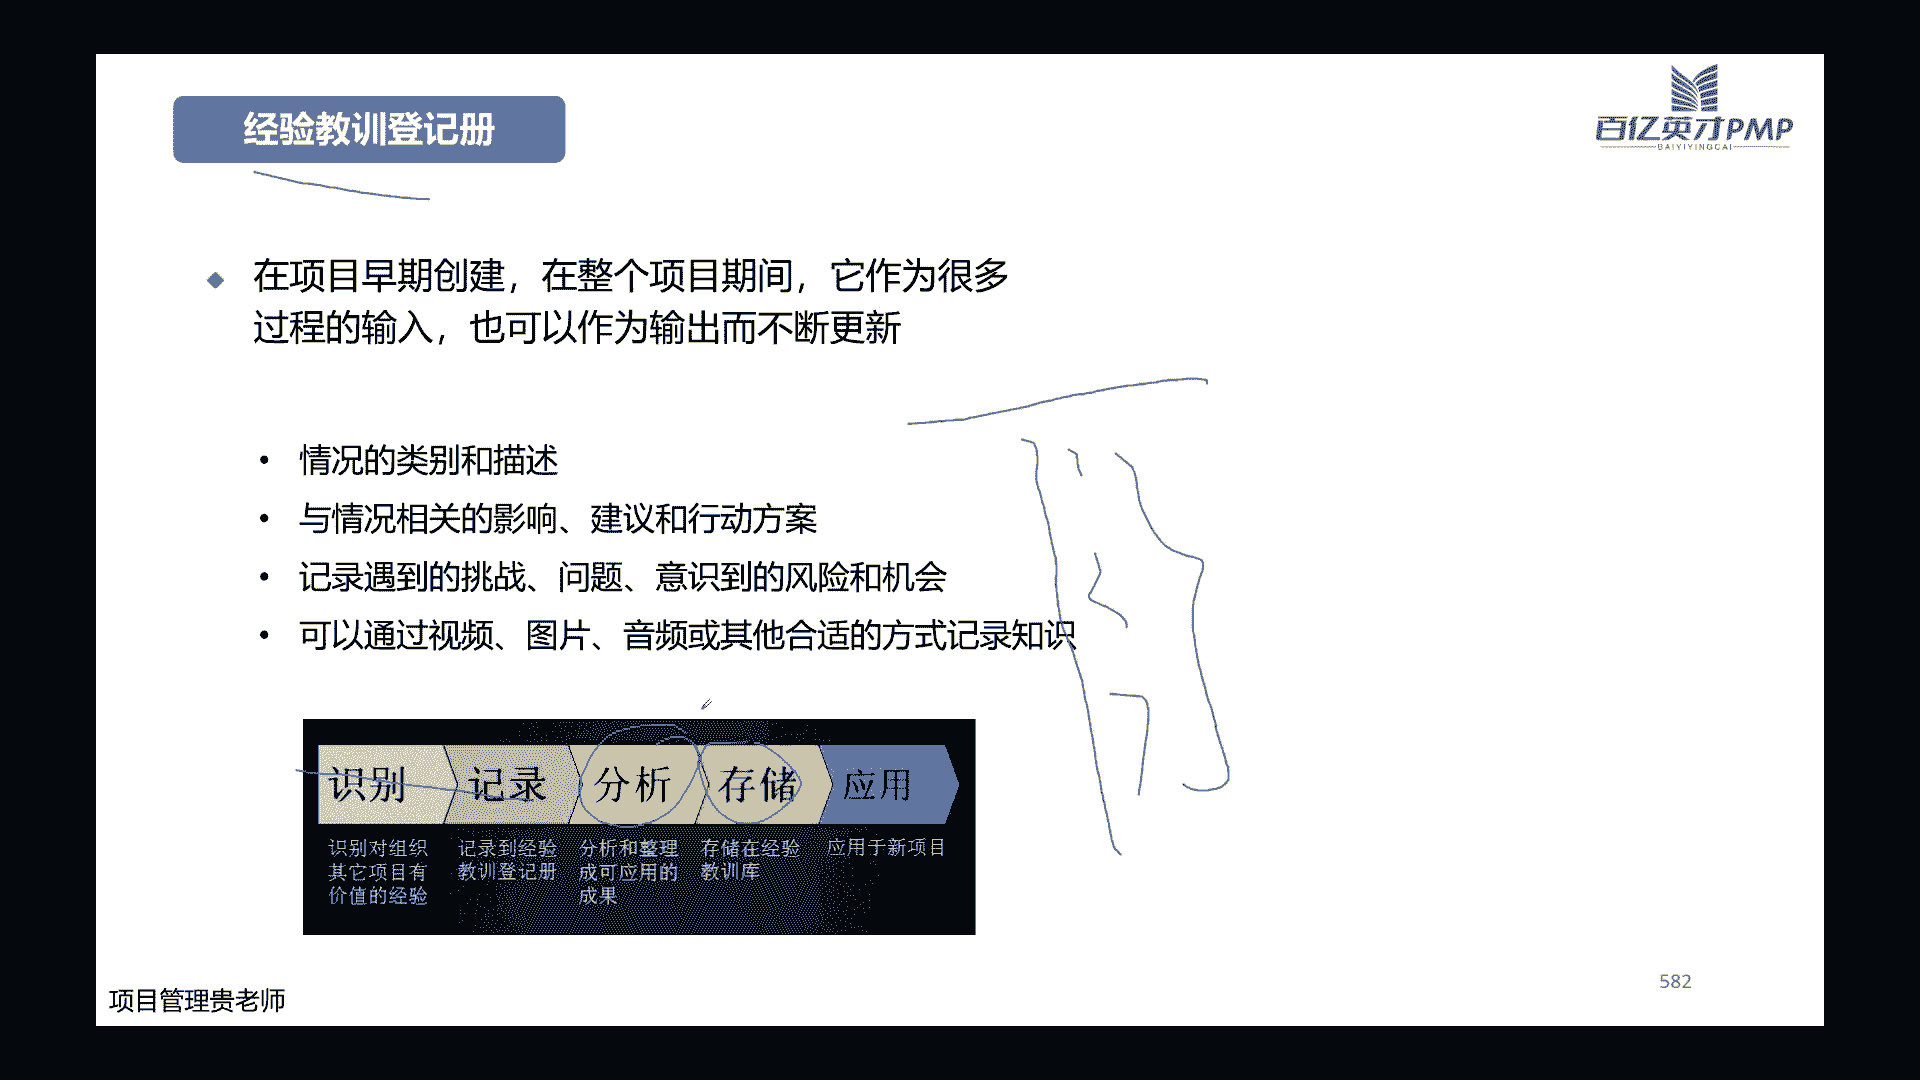 经验教训登记册
百亿英才PMP
BAIYIYINGCAI
在项目早期创建，在整个项目期间，它作为很多
过程的输入，也可以作为输出而不断更新
情况的类别和描述
与情况相关的影响、建议和行动方案
记录遇到的挑战、问题、意识到的风险和机会
可以通过视频、图片、音频或其他合适的方式记录知识
识别 记录 分析 存储 应用
识别对组织
其它项目有
价值的经验
记录到经验
教训登记册
分析和整理
成可应用的
成果
存储在经验
教训库
应用于新项目
项目管理贵老师
582